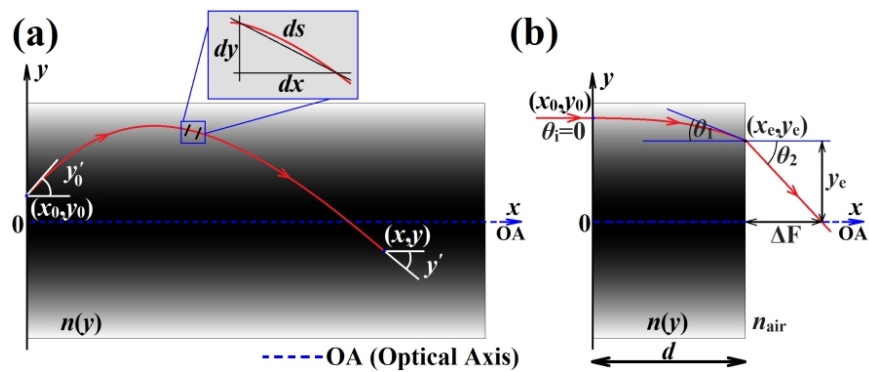 (a)
y
ds
dy
dx
y′₀
(x₀,y₀)
0
(x,y)
y′
x
OA
n(y)
OA (Optical Axis)
(b)
y
(x₀,y₀)
θᵢ=0
θ₁
(xₑ,yₑ)
θ₂
yₑ
0
x
OA
ΔF
n(y)
n_air
d